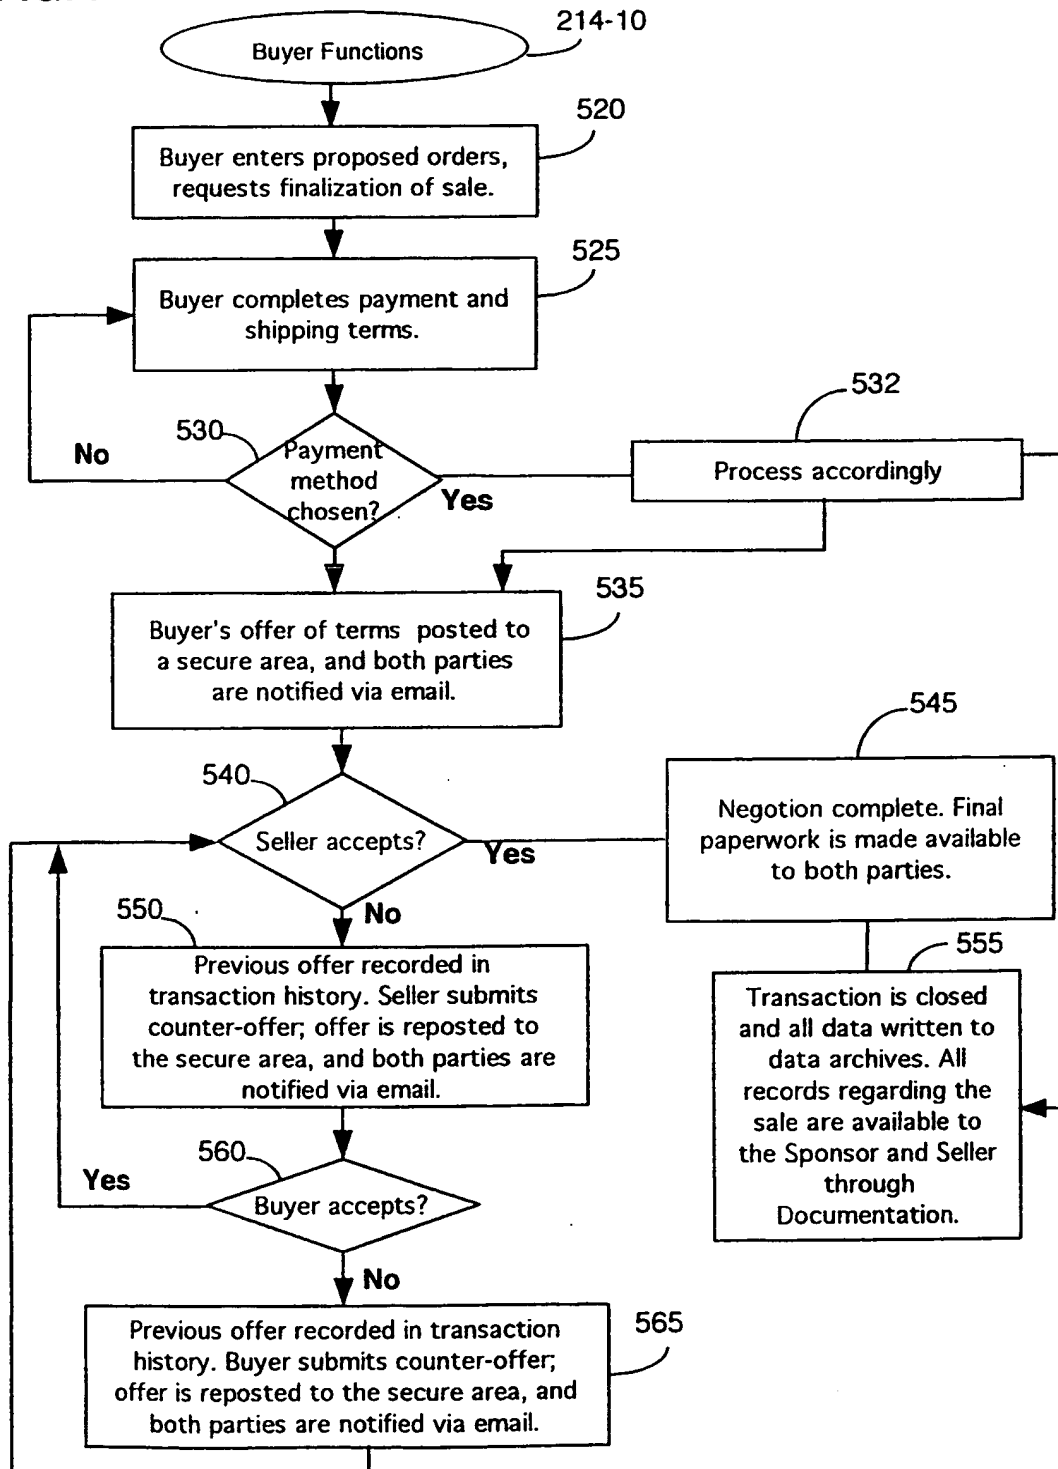 214-10
Buyer Functions
520
Buyer enters proposed orders,
requests finalization of sale.
525
Buyer completes payment and
shipping terms.
532
530
No
Payment
method
chosen?
Yes
Process accordingly
535
Buyer's offer of terms posted to
a secure area, and both parties
are notified via email.
545
540
Seller accepts?
Yes
Negotion complete. Final
paperwork is made available
to both parties.
No
550
555
Previous offer recorded in
transaction history. Seller submits
counter-offer; offer is reposted to
the secure area, and both parties are
notified via email.
Transaction is closed
and all data written to
data archives. All
records regarding the
sale are available to
the Sponsor and Seller
through
Documentation.
560
Yes
Buyer accepts?
No
565
Previous offer recorded in transaction
history. Buyer submits counter-offer;
offer is reposted to the secure area, and
both parties are notified via email.